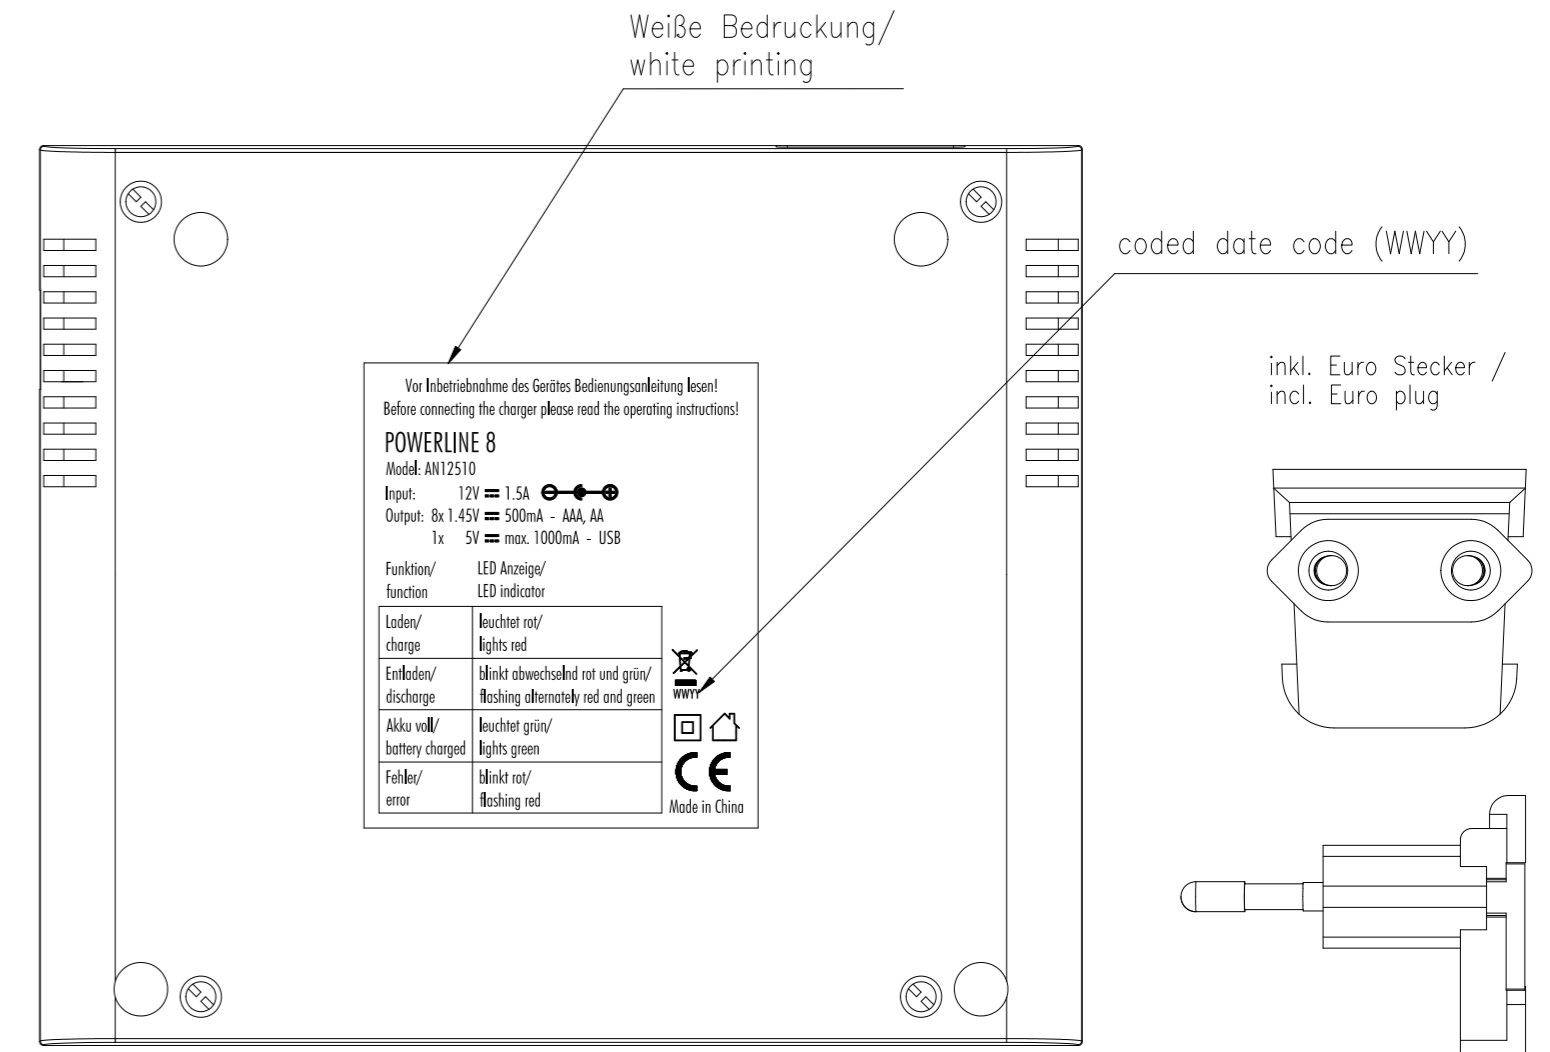 Weiße Bedruckung/
white printing
coded date code (WWYY)
inkl. Euro Stecker /
incl. Euro plug
Vor Inbetriebnahme des Gerätes Bedienungsanleitung lesen!
Before connecting the charger please read the operating instructions!
POWERLINE 8
Model: AN12510
Input: 12V 1.5A
Output: 8x 1.45V 500mA - AAA, AA
1x 5V max. 1000mA - USB
Funktion/ LED Anzeige/
function LED indicator
Laden/ leuchtet rot/
charge lights red
Entladen/ blinkt abwechselnd rot und grün/
discharge flashing alternately red and green
WWYY
Akku voll/ leuchtet grün/
battery charged lights green
Fehler/ blinkt rot/
error flashing red
CE
Made in China